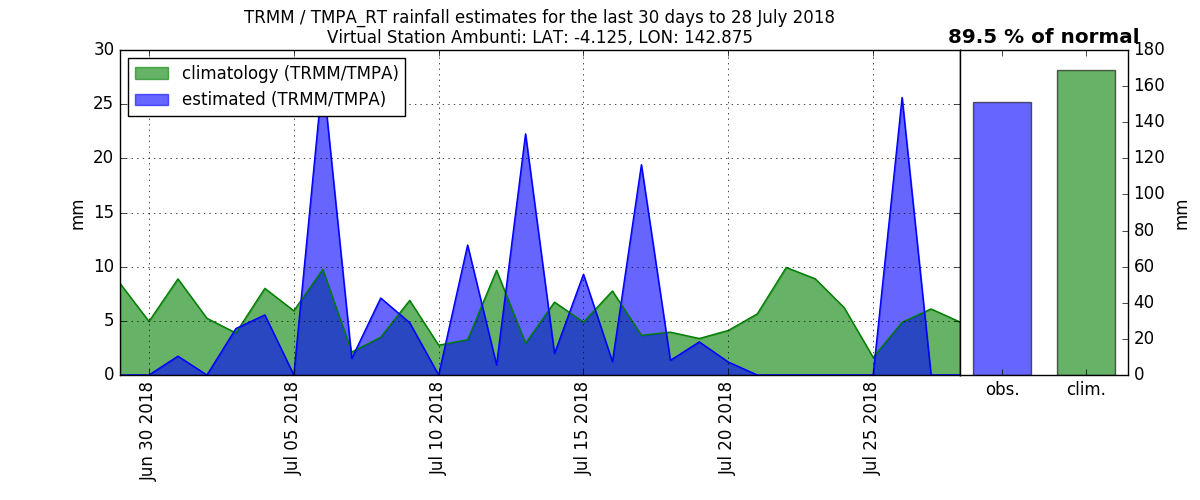 TRMM / TMPA_RT rainfall estimates for the last 30 days to 28 July 2018
Virtual Station Ambunti: LAT: -4.125, LON: 142.875
89.5 % of normal
climatology (TRMM/TMPA)
estimated (TRMM/TMPA)
30
25
20
15
10
5
0
mm
Jun 30 2018
Jul 05 2018
Jul 10 2018
Jul 15 2018
Jul 20 2018
Jul 25 2018
obs.
clim.
180
160
140
120
100
80
60
40
20
0
mm